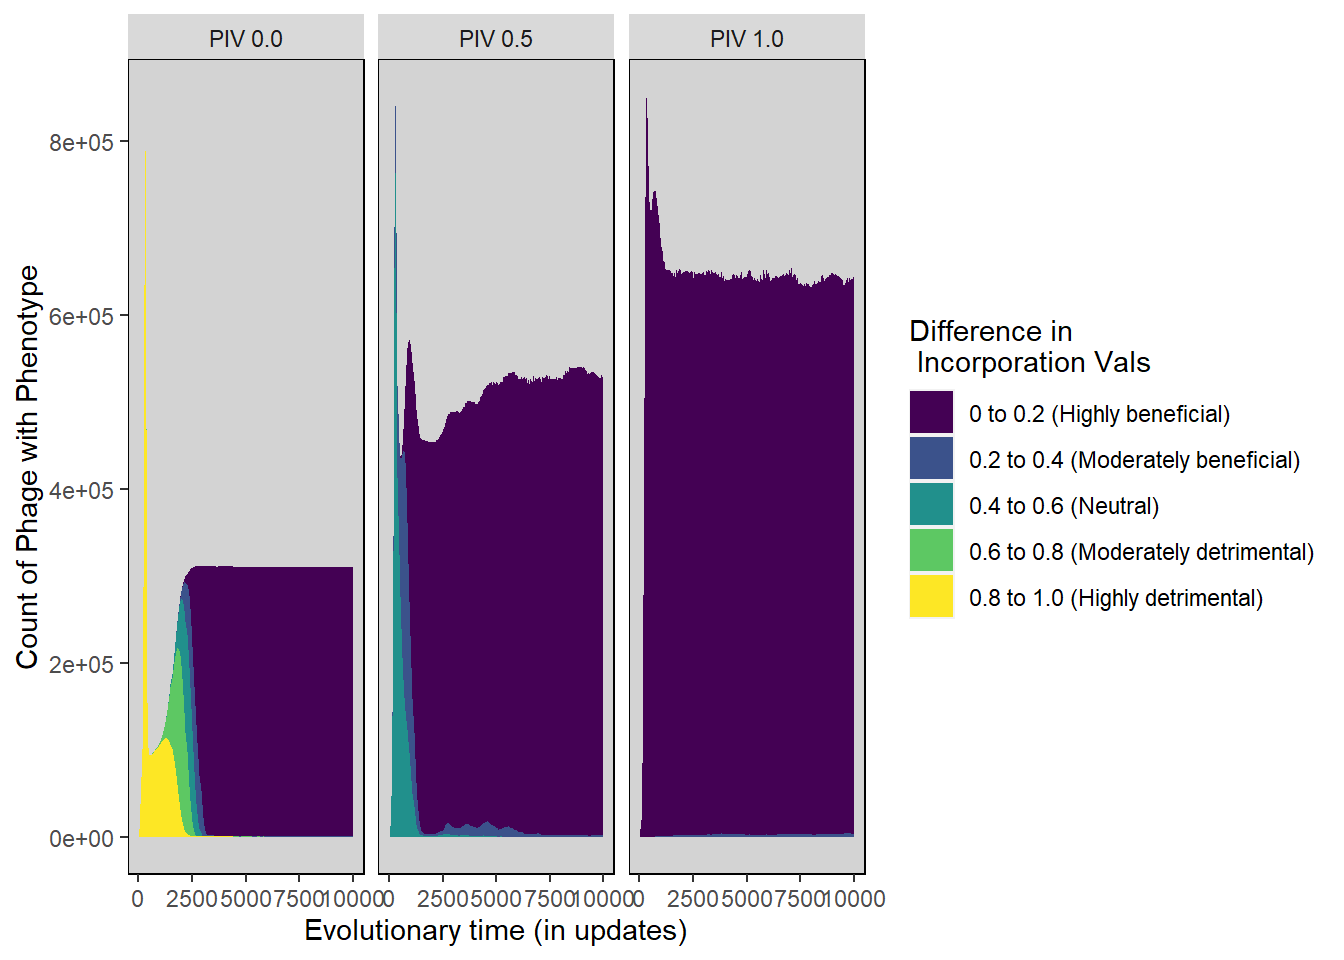 PIV 0.0
PIV 0.5
PIV 1.0
8e+05
6e+05
4e+05
2e+05
0e+00
Count of Phage with Phenotype
0 2500 5000 7500 10000
0 2500 5000 7500 10000
0 2500 5000 7500 10000
Evolutionary time (in updates)
Difference in
Incorporation Vals
0 to 0.2 (Highly beneficial)
0.2 to 0.4 (Moderately beneficial)
0.4 to 0.6 (Neutral)
0.6 to 0.8 (Moderately detrimental)
0.8 to 1.0 (Highly detrimental)